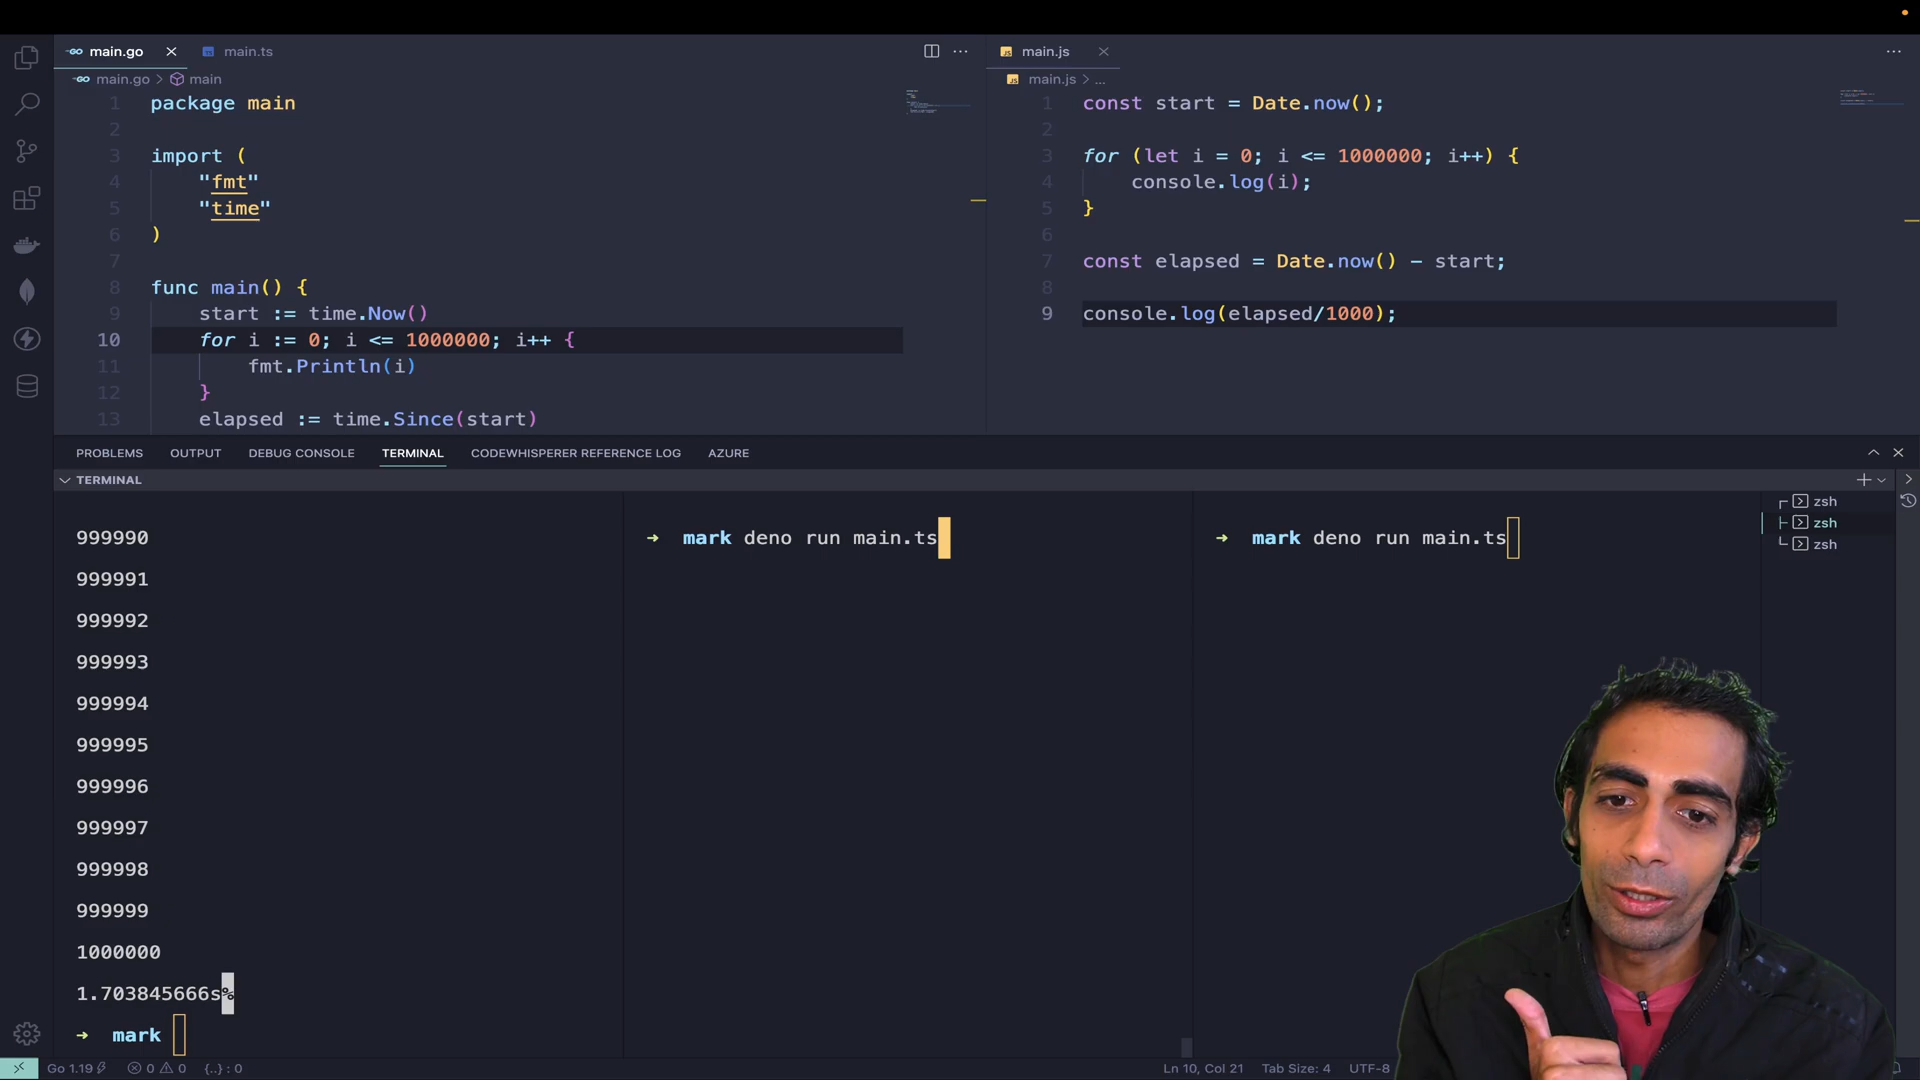 main.go
main.ts
main.go > main
1 package main
2
3 import (
4 "fmt"
5 "time"
6 )
7
8 func main() {
9 start := time.Now()
10 for i := 0; i <= 1000000; i++ {
11 fmt.Println(i)
12 }
13 elapsed := time.Since(start)
main.js
main.js > ...
1 const start = Date.now();
2
3 for (let i = 0; i <= 1000000; i++) {
4 console.log(i);
5 }
6
7 const elapsed = Date.now() - start;
8
9 console.log(elapsed/1000);
PROBLEMS OUTPUT DEBUG CONSOLE TERMINAL CODEWHISPERER REFERENCE LOG AZURE
TERMINAL
999990
999991
999992
999993
999994
999995
999996
999997
999998
999999
1000000
1.703845666s%
→ mark
→ mark deno run main.ts
→ mark deno run main.ts
zsh
zsh
zsh
Go 1.19 0 0 {..} : 0 Ln 10, Col 21 Tab Size: 4 UTF-8